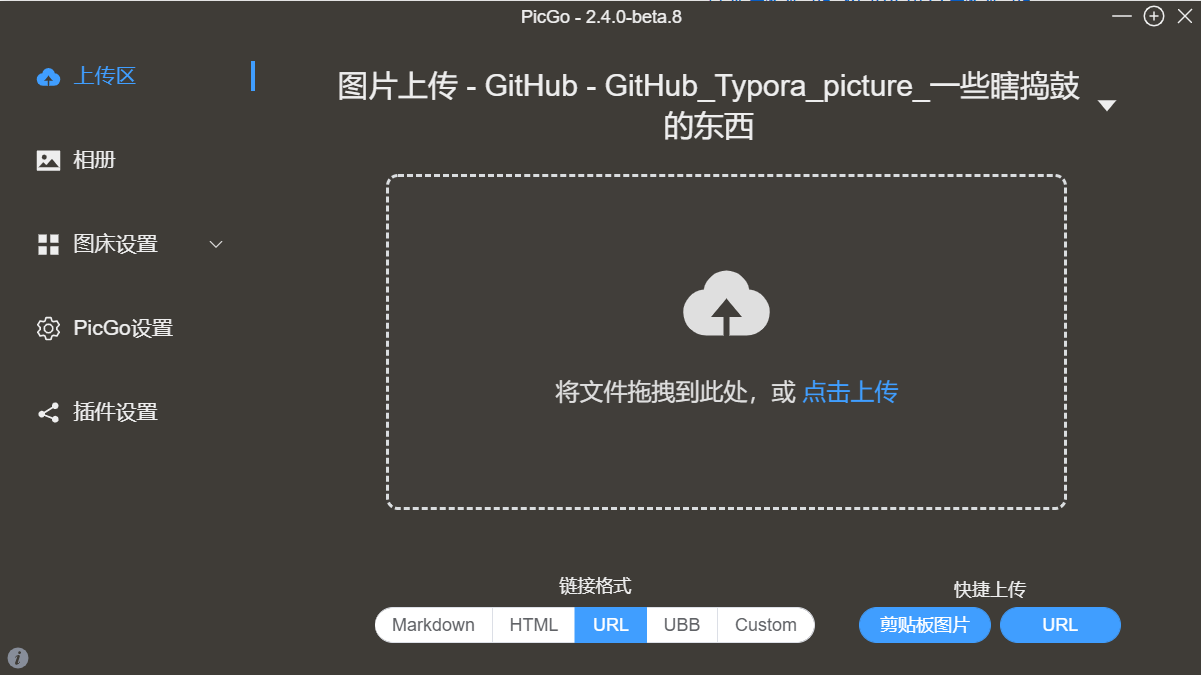 PicGo - 2.4.0-beta.8
上传区
相册
图床设置
PicGo设置
插件设置
图片上传 - GitHub - GitHub_Typora_picture_一些瞎捣鼓
的东西
将文件拖拽到此处，或 点击上传
链接格式
Markdown HTML URL UBB Custom
快捷上传
剪贴板图片 URL